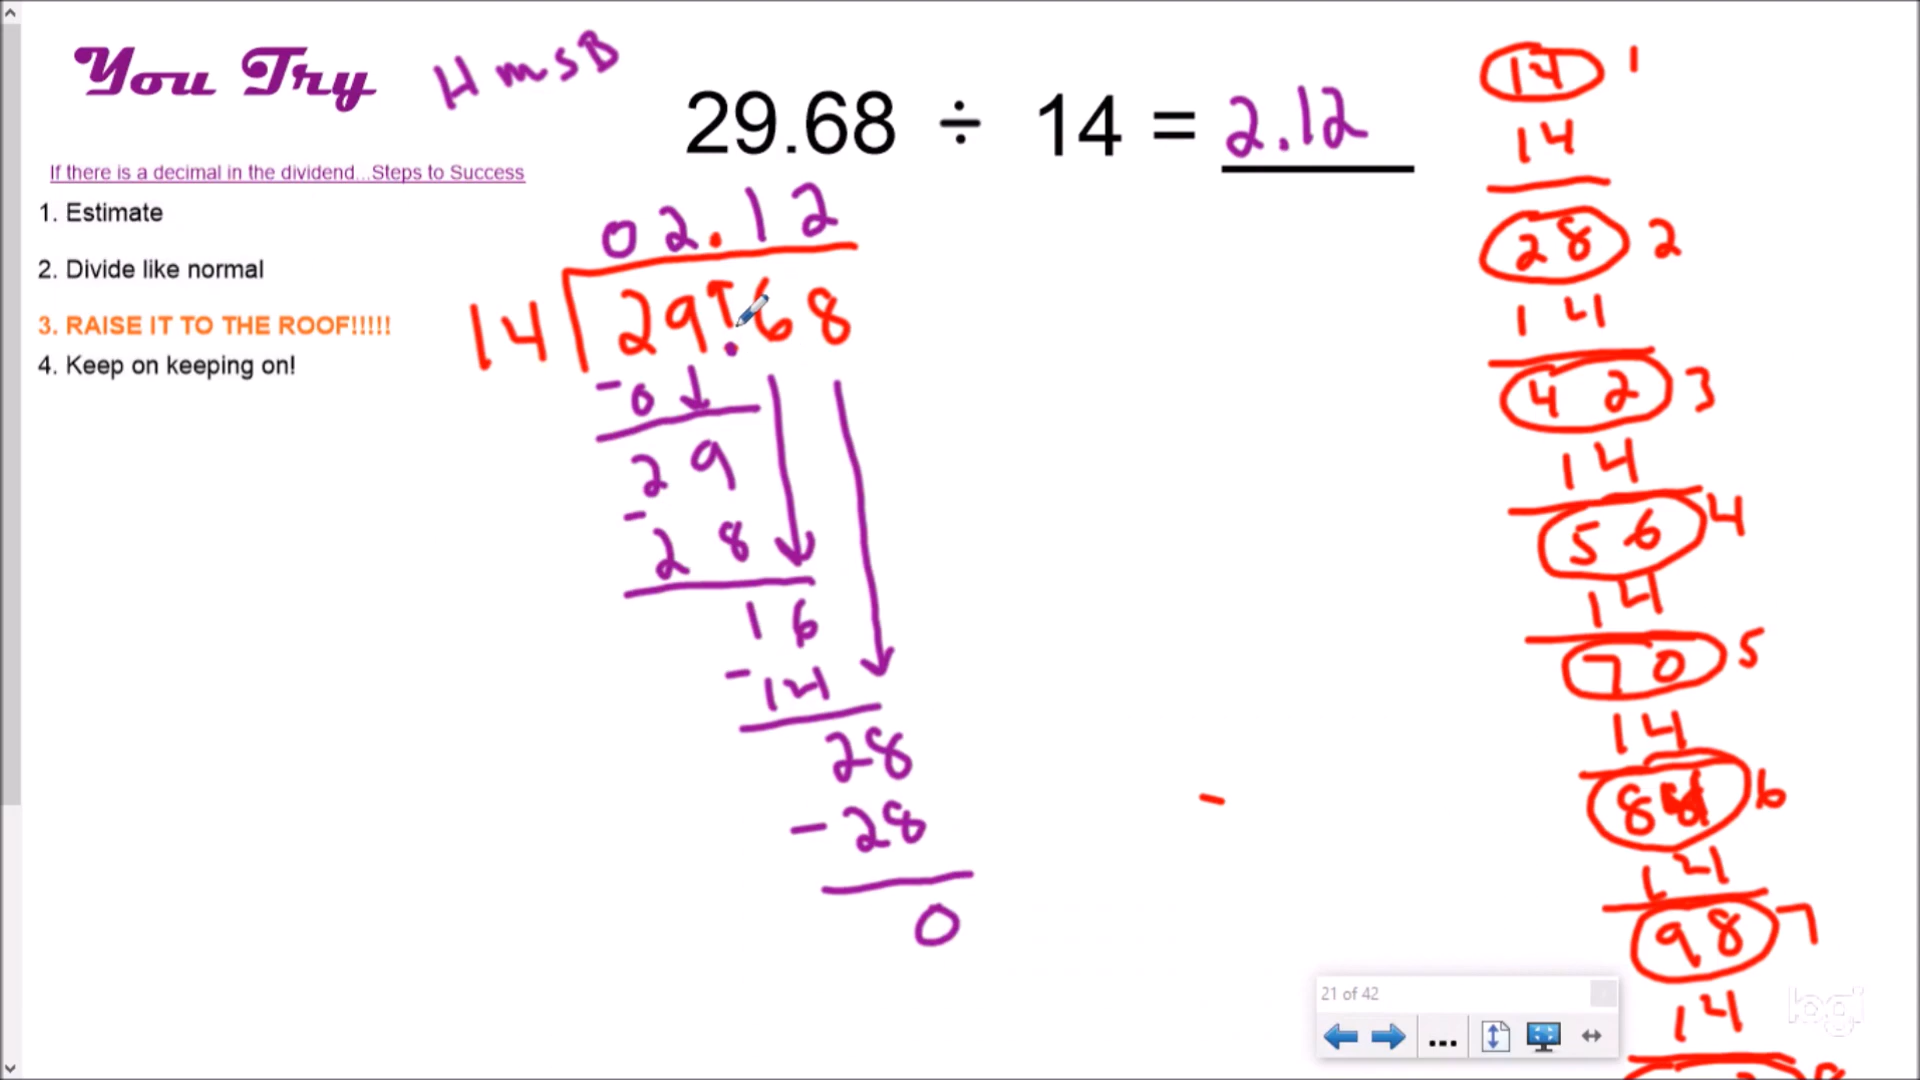 You Try
HmsB
29.68 ÷ 14 = 2.12
If there is a decimal in the dividend...Steps to Success
1. Estimate
2. Divide like normal
3. RAISE IT TO THE ROOF!!!!!
4. Keep on keeping on!
02.12
14 29.68
-0
29
-28
16
-14
28
-28
0
-
14 1
14
28 2
14
42 3
14
56 4
14
70 5
14
84 6
14
98 7
14
21 of 42
...
logi